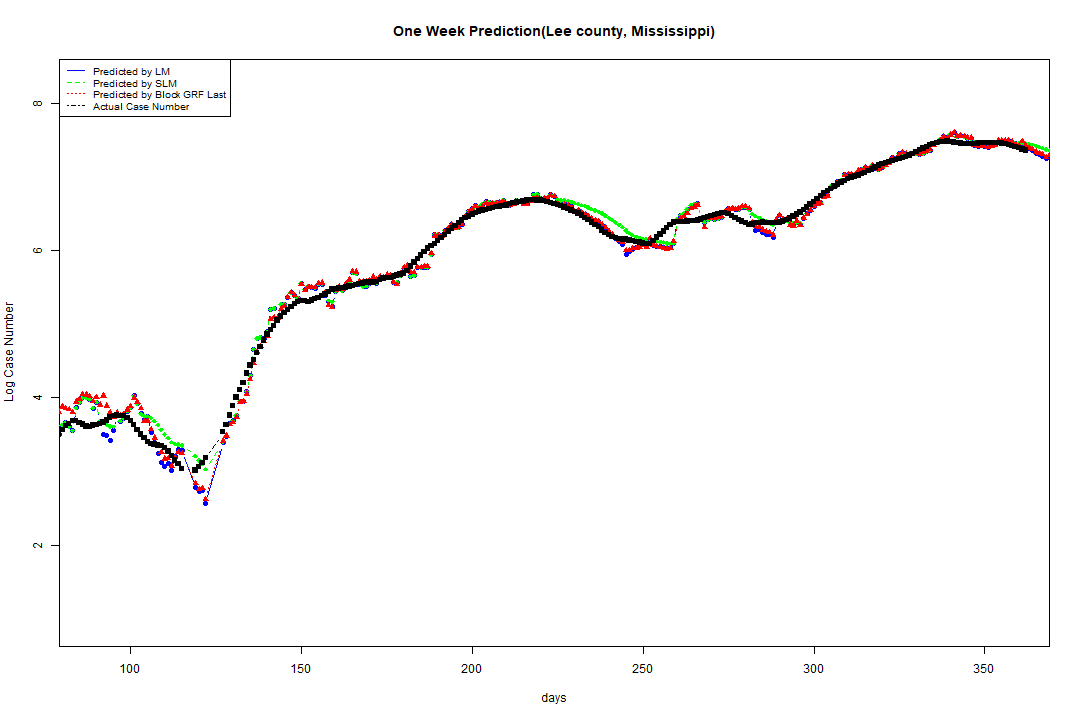 One Week Prediction(Lee county, Mississippi)
Predicted by LM
Predicted by SLM
Predicted by Block GRF Last
Actual Case Number
Log Case Number
8
6
4
2
100 150 200 250 300 350
days